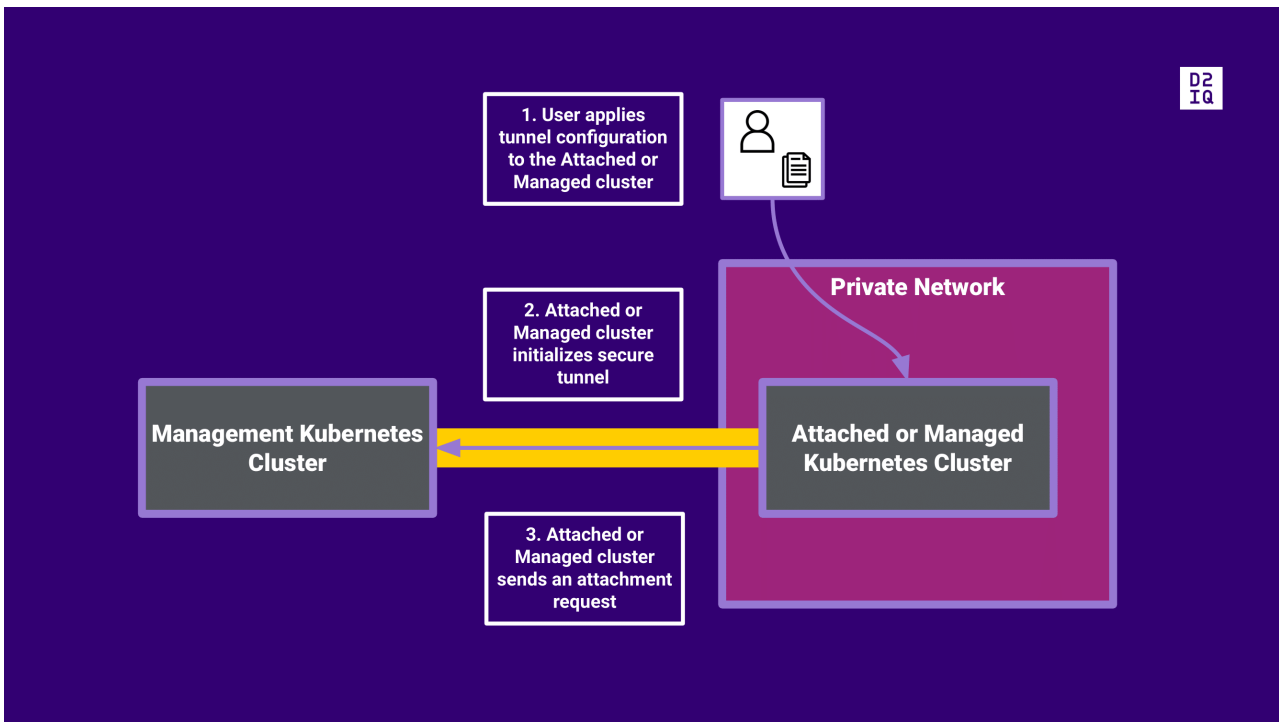 D2
IQ
1. User applies
tunnel configuration
to the Attached or
Managed cluster
Private Network
2. Attached or
Managed cluster
initializes secure
tunnel
Management Kubernetes
Cluster
Attached or Managed
Kubernetes Cluster
3. Attached or
Managed cluster
sends an attachment
request